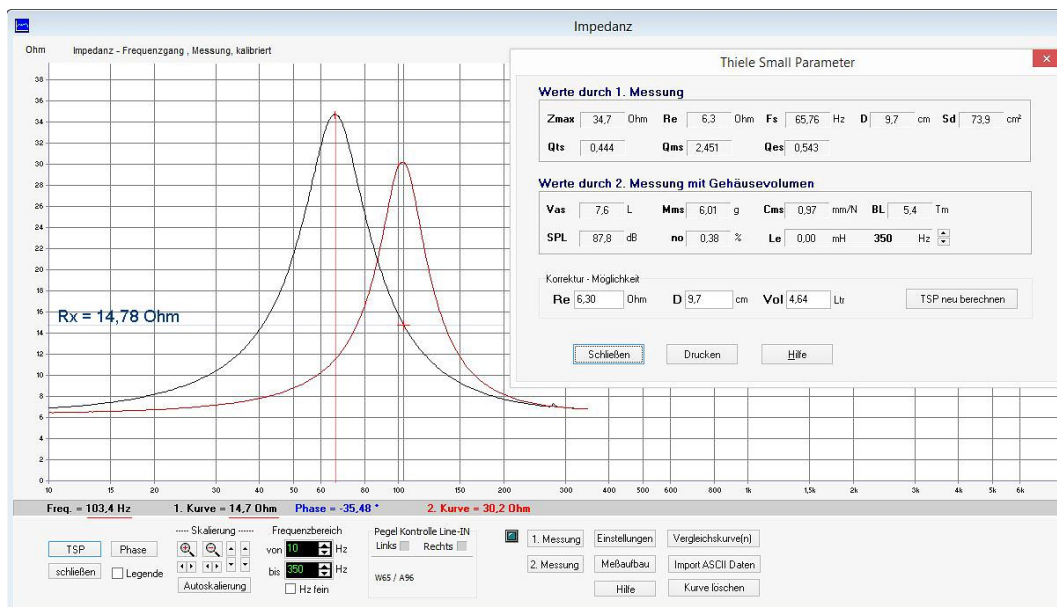 Impedanz
Ohm Impedanz - Frequenzgang , Messung, kalibriert
38
36
34
32
30
28
26
24
22
20
18
16
14
12
10
8
6
4
2
0
Rx = 14,78 Ohm
10 15 20 30 40 50 60 80 100 150 200 300 400 500 600 800 1k 1,5k 2k 3k 4k 5k 6k
Thiele Small Parameter
Werte durch 1. Messung
Zmax 34,7 Ohm Re 6,3 Ohm Fs 65,76 Hz D 9,7 cm Sd 73,9 cm²
Qts 0,444 Qms 2,451 Qes 0,543
Werte durch 2. Messung mit Gehäusevolumen
Vas 7,6 L Mms 6,01 g Cms 0,97 mm/N BL 5,4 Tm
SPL 87,8 dB no 0,38 % Le 0,00 mH 350 Hz
Korrektur - Möglichkeit
Re 6,30 Ohm D 9,7 cm Vol 4,64 Ltr TSP neu berechnen
Schließen Drucken Hilfe
Freq. = 103,4 Hz 1. Kurve = 14,7 Ohm Phase = -35,48 ° 2. Kurve = 30,2 Ohm
TSP Phase
schließen Legende
----- Skalierung ------
Autoskalierung
Frequenzbereich
von 10 Hz
bis 350 Hz
Hz fein
Pegel Kontrolle Line-IN
Links Rechts
W65 / A96
1. Messung Einstellungen Vergleichskurve(n)
2. Messung Meßaufbau Import ASCII Daten
Hilfe Kurve löschen